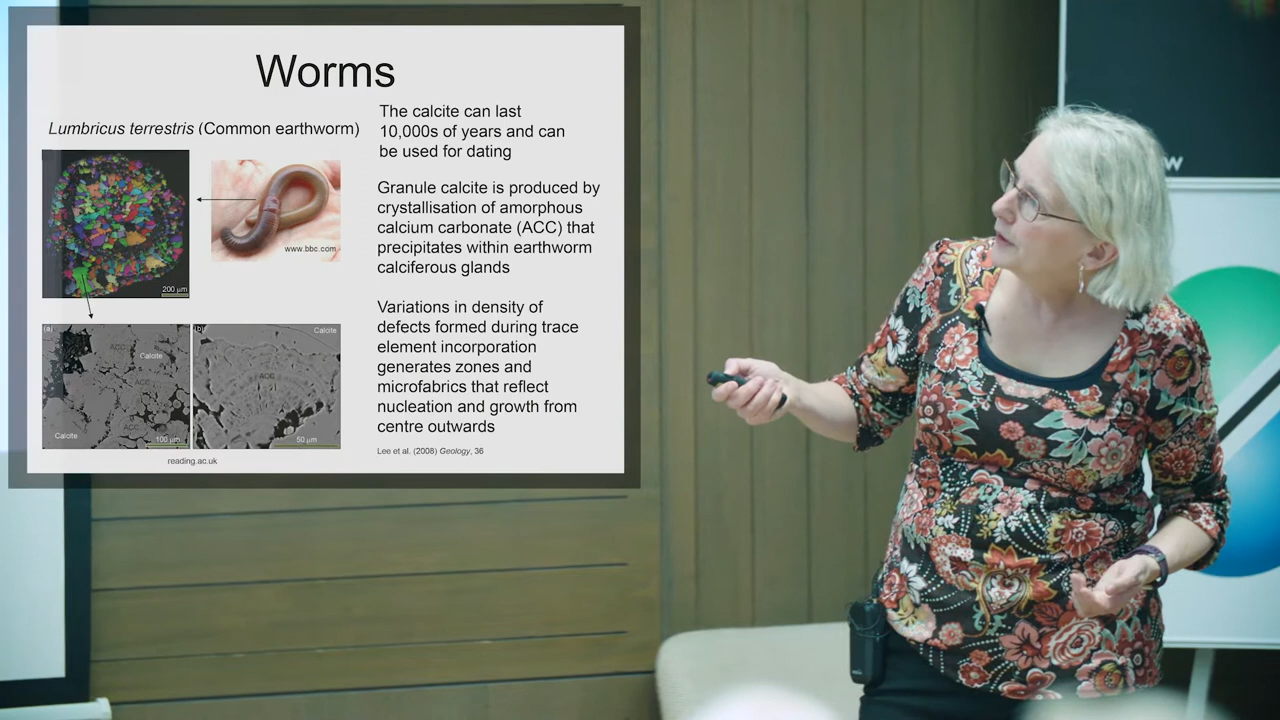 Worms
Lumbricus terrestris (Common earthworm)
200 µm
www.bbc.com
(a)
ACC
Calcite
ACC
ACC
Calcite
100 µm
(b)
Calcite
ACC
50 µm
reading.ac.uk
The calcite can last
10,000s of years and can
be used for dating
Granule calcite is produced by
crystallisation of amorphous
calcium carbonate (ACC) that
precipitates within earthworm
calciferous glands
Variations in density of
defects formed during trace
element incorporation
generates zones and
microfabrics that reflect
nucleation and growth from
centre outwards
Lee et al. (2008) Geology, 36
w